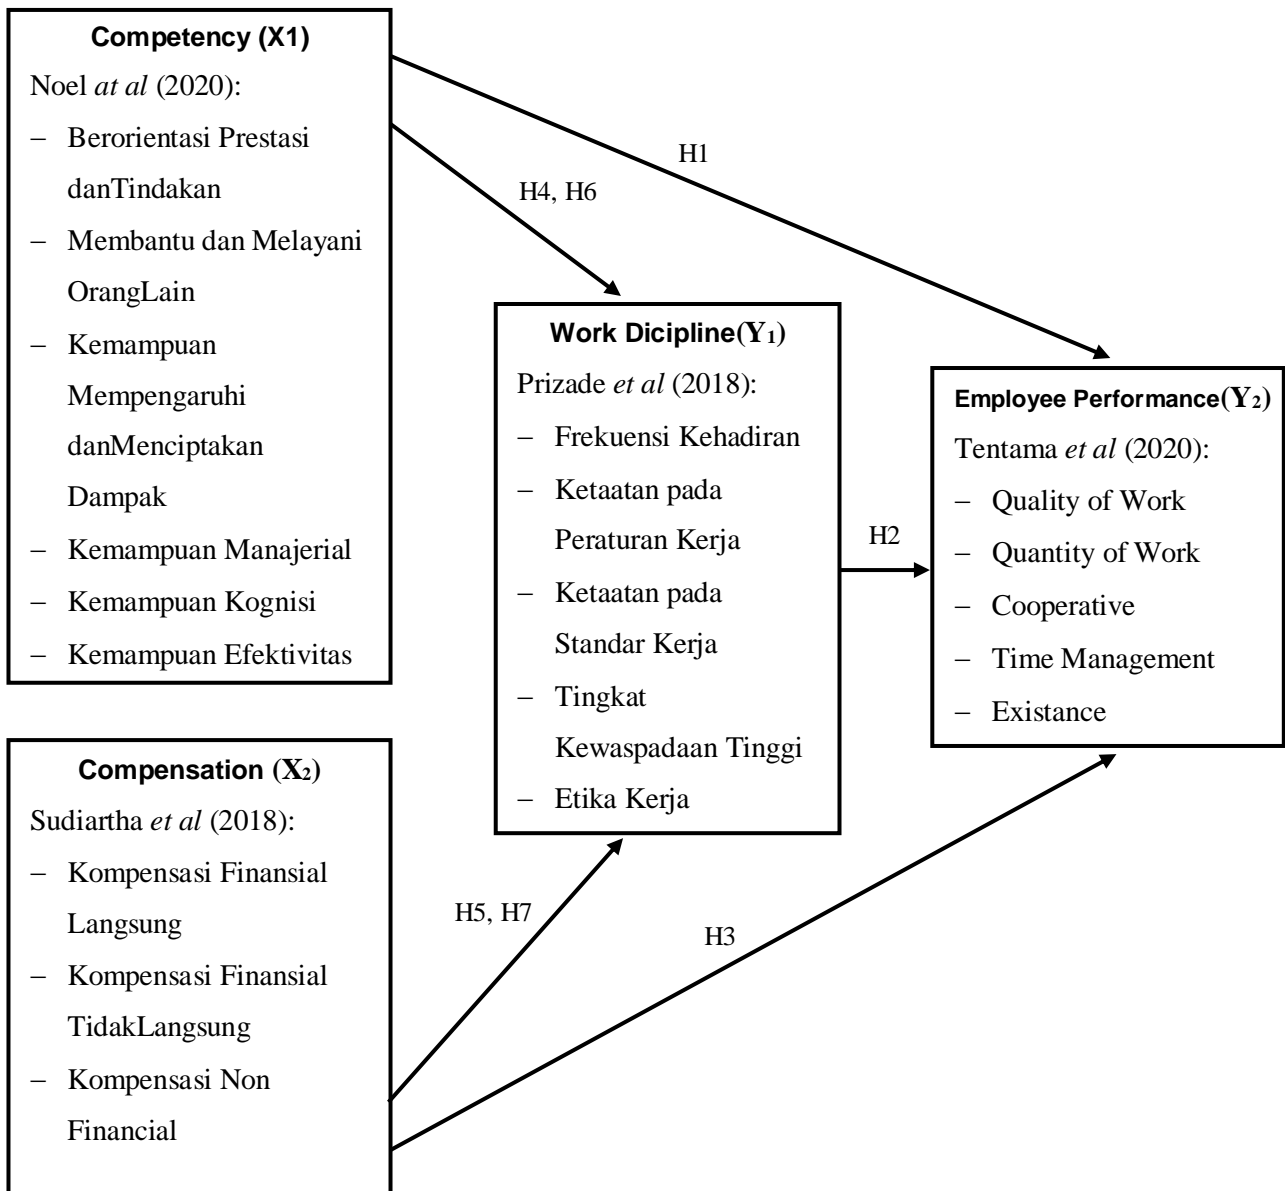 Competency (X1)
Noel at al (2020):
– Berorientasi Prestasi
danTindakan
– Membantu dan Melayani
OrangLain
– Kemampuan
Mempengaruhi
danMenciptakan
Dampak
– Kemampuan Manajerial
– Kemampuan Kognisi
– Kemampuan Efektivitas
H1
H4, H6
Work Dicipline(Y₁)
Prizade et al (2018):
– Frekuensi Kehadiran
– Ketaatan pada
Peraturan Kerja
– Ketaatan pada
Standar Kerja
– Tingkat
Kewaspadaan Tinggi
– Etika Kerja
H2
Employee Performance(Y₂)
Tentama et al (2020):
– Quality of Work
– Quantity of Work
– Cooperative
– Time Management
– Existance
Compensation (X₂)
Sudiartha et al (2018):
– Kompensasi Finansial
Langsung
– Kompensasi Finansial
TidakLangsung
– Kompensasi Non
Financial
H5, H7
H3